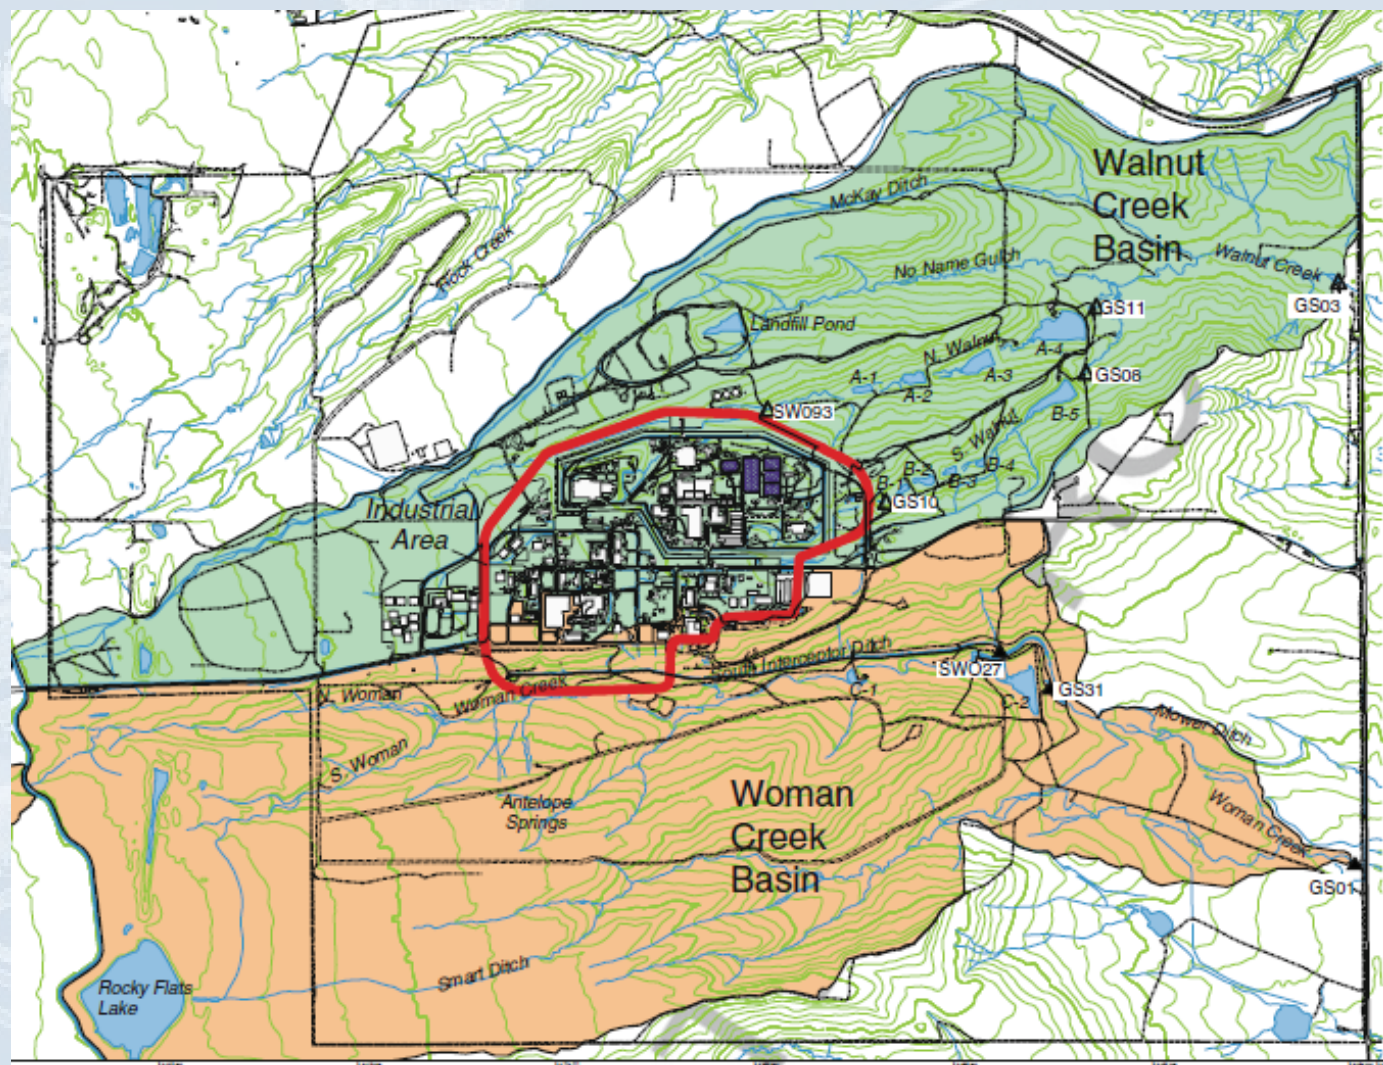 Walnut
Creek
Basin
McKay Ditch
Rock Creek
No Name Gulch
Walnut Creek
GS03
GS11
Landfill Pond
N. Walnut
A-4
A-3
GS08
A-1
A-2
B-5
SW093
S. Walnut
B-2
B-4
B-1
B-3
GS10
Industrial
Area
South Interceptor Ditch
SW027
C-1
GS31
C-2
N. Woman
Woman Creek
Mower Ditch
S. Woman
Antelope
Springs
Woman
Creek
Basin
Woman Creek
GS01
Smart Ditch
Rocky Flats
Lake